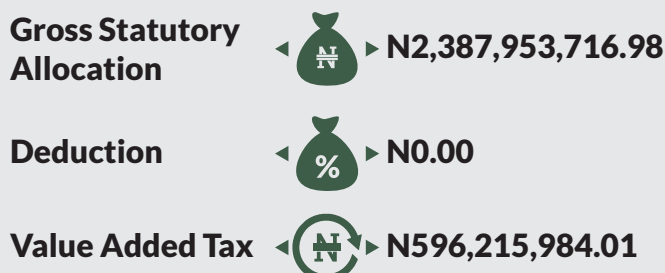 Gross Statutory
Allocation
₦
N2,387,953,716.98
Deduction
%
N0.00
Value Added Tax
₦
N596,215,984.01